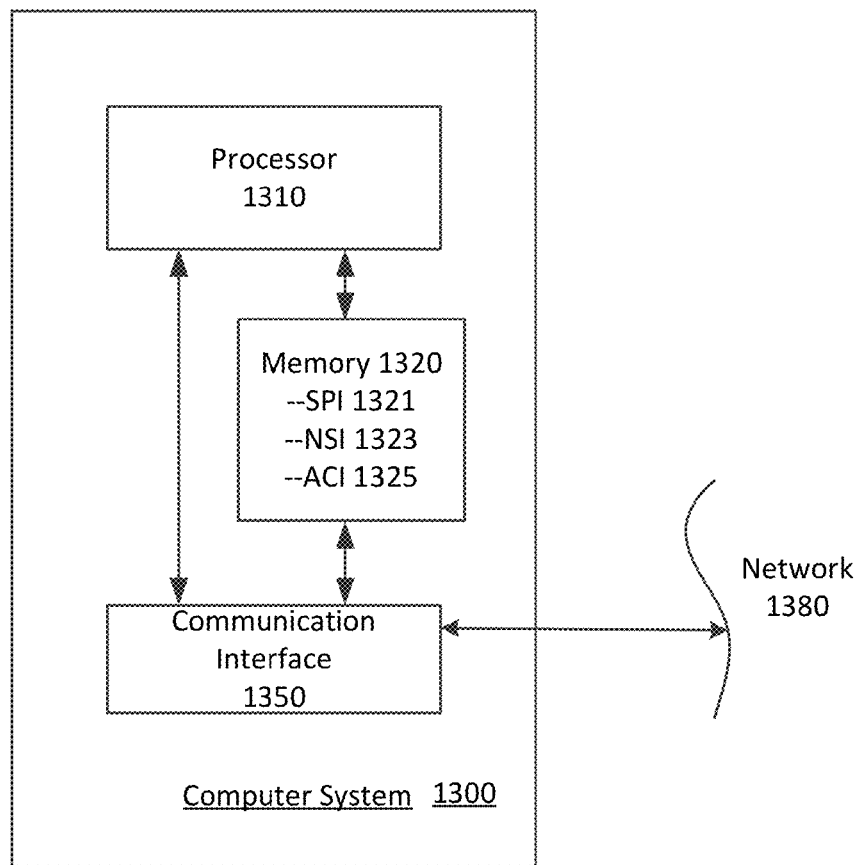 Processor
1310
Memory 1320
--SPI 1321
--NSI 1323
--ACI 1325
Network
1380
Communication
Interface
1350
Computer System 1300